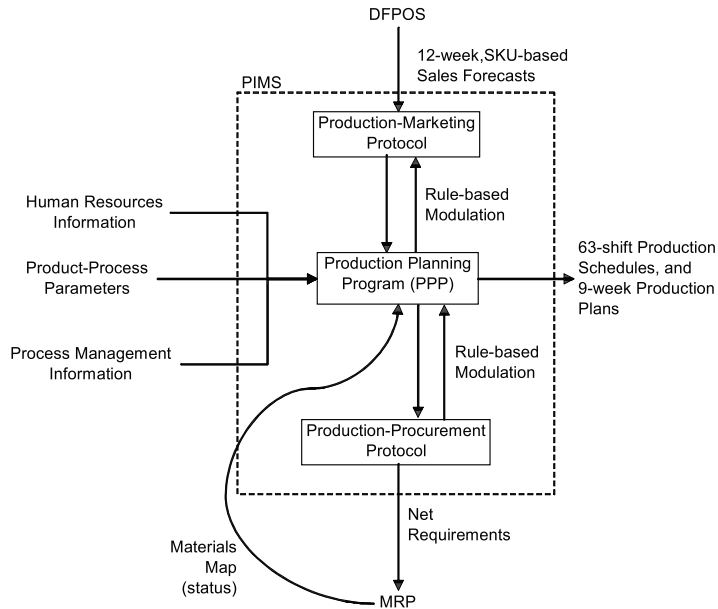 DFPOS
12-week,SKU-based
Sales Forecasts
PIMS
Production-Marketing
Protocol
Rule-based
Modulation
Human Resources
Information
Product-Process
Parameters
Process Management
Information
Production Planning
Program (PPP)
63-shift Production
Schedules, and
9-week Production
Plans
Rule-based
Modulation
Production-Procurement
Protocol
Net
Requirements
Materials
Map
(status)
MRP